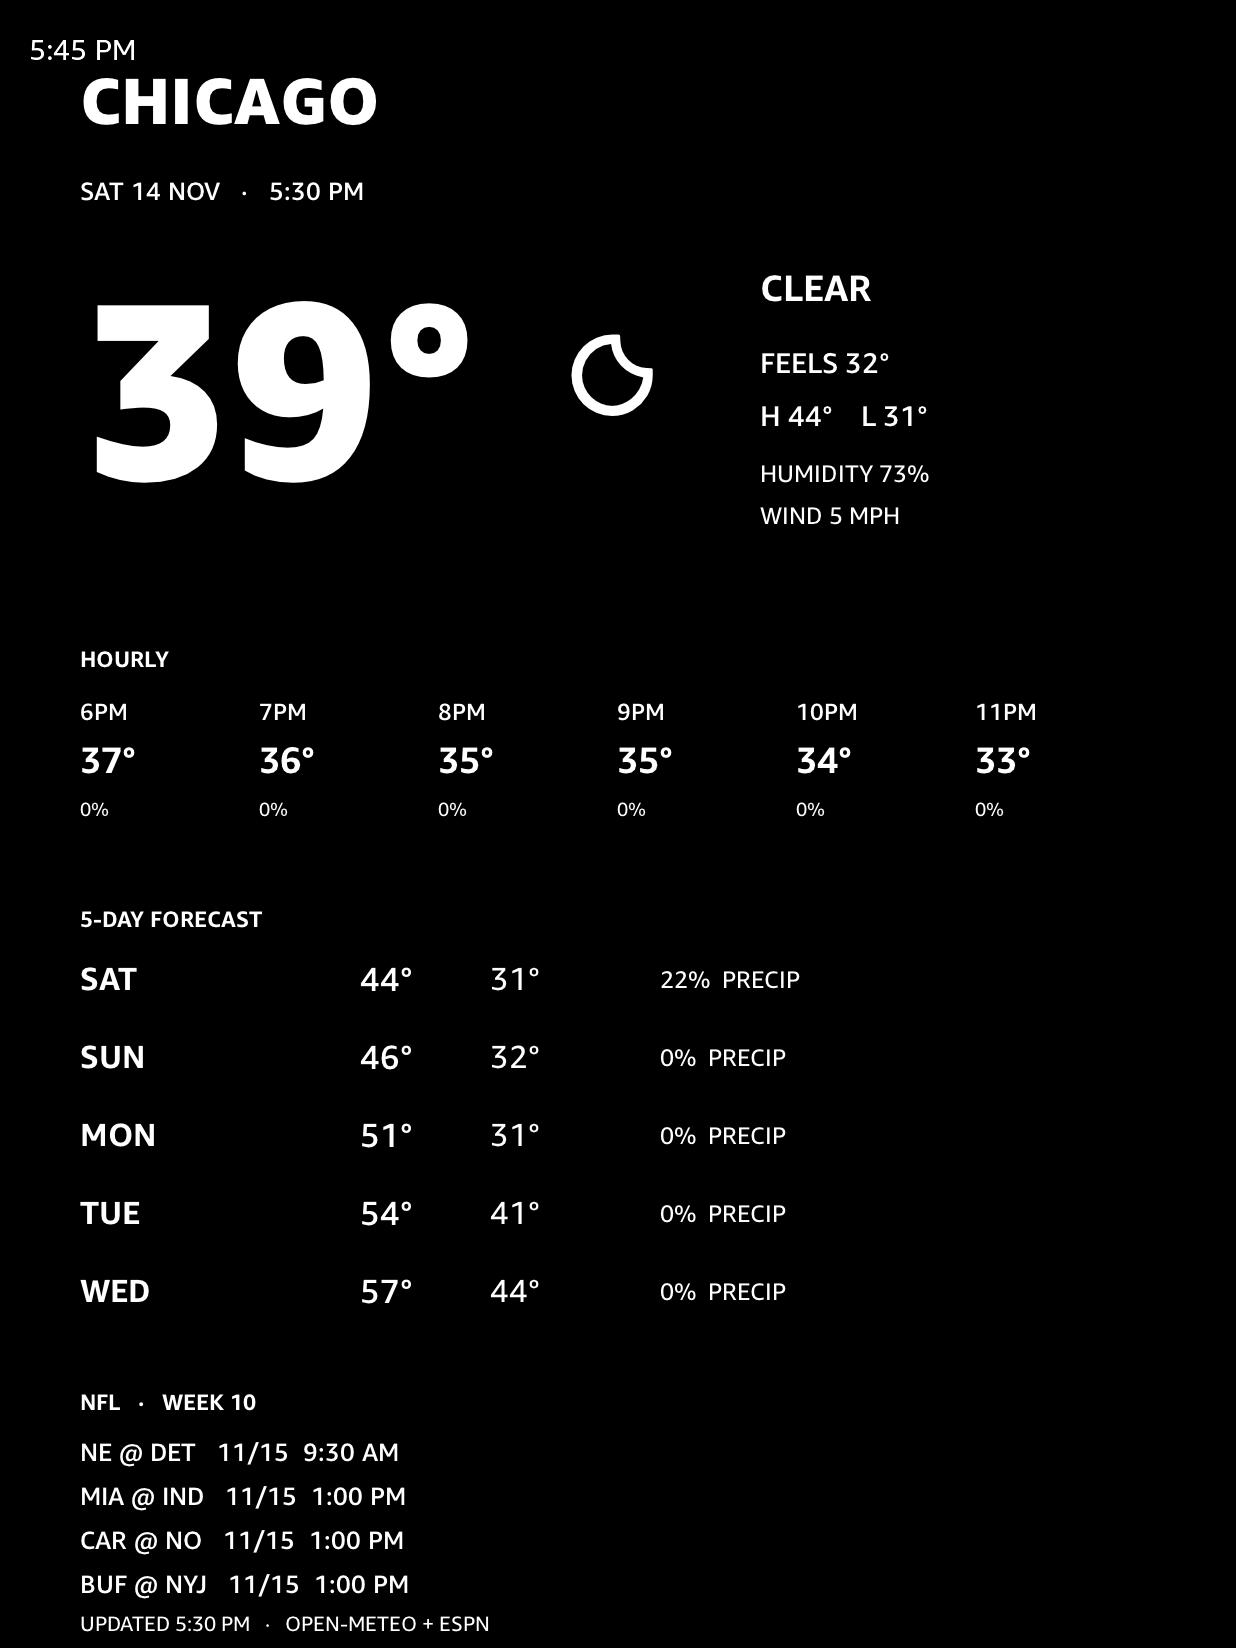 5:45 PM
CHICAGO
SAT 14 NOV · 5:30 PM
39°
CLEAR
FEELS 32°
H 44° L 31°
HUMIDITY 73%
WIND 5 MPH
HOURLY
6PM 7PM 8PM 9PM 10PM 11PM
37° 36° 35° 35° 34° 33°
0% 0% 0% 0% 0% 0%
5-DAY FORECAST
SAT 44° 31° 22% PRECIP
SUN 46° 32° 0% PRECIP
MON 51° 31° 0% PRECIP
TUE 54° 41° 0% PRECIP
WED 57° 44° 0% PRECIP
NFL · WEEK 10
NE @ DET 11/15 9:30 AM
MIA @ IND 11/15 1:00 PM
CAR @ NO 11/15 1:00 PM
BUF @ NYJ 11/15 1:00 PM
UPDATED 5:30 PM · OPEN-METEO + ESPN